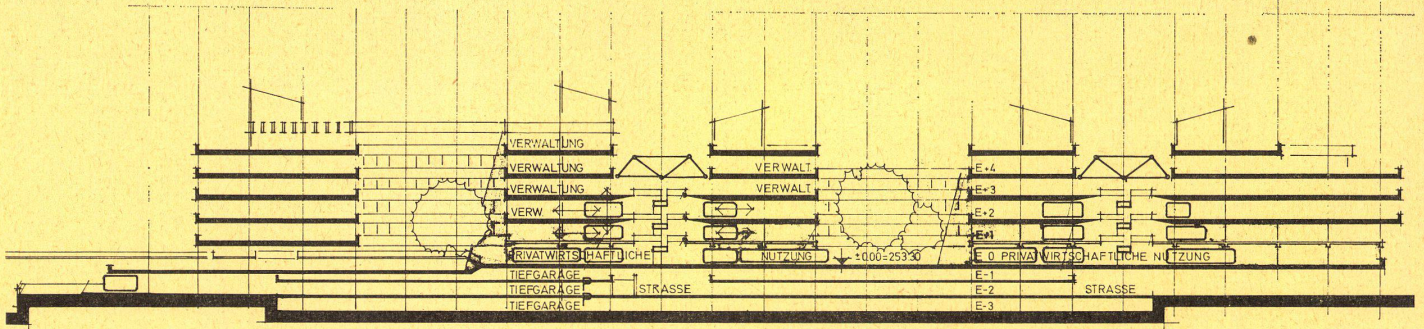 VERWALTUNG
VERWALTUNG VERWALT. E+4
VERWALTUNG VERWALT. E+3
VERW. E+2
E+1
PRIVATWIRTSCHAFTLICHE NUTZUNG ±0.00=253.30 E 0 PRIVATWIRTSCHAFTLICHE NUTZUNG
TIEFGARAGE E-1
TIEFGARAGE STRASSE E-2 STRASSE
TIEFGARAGE E-3